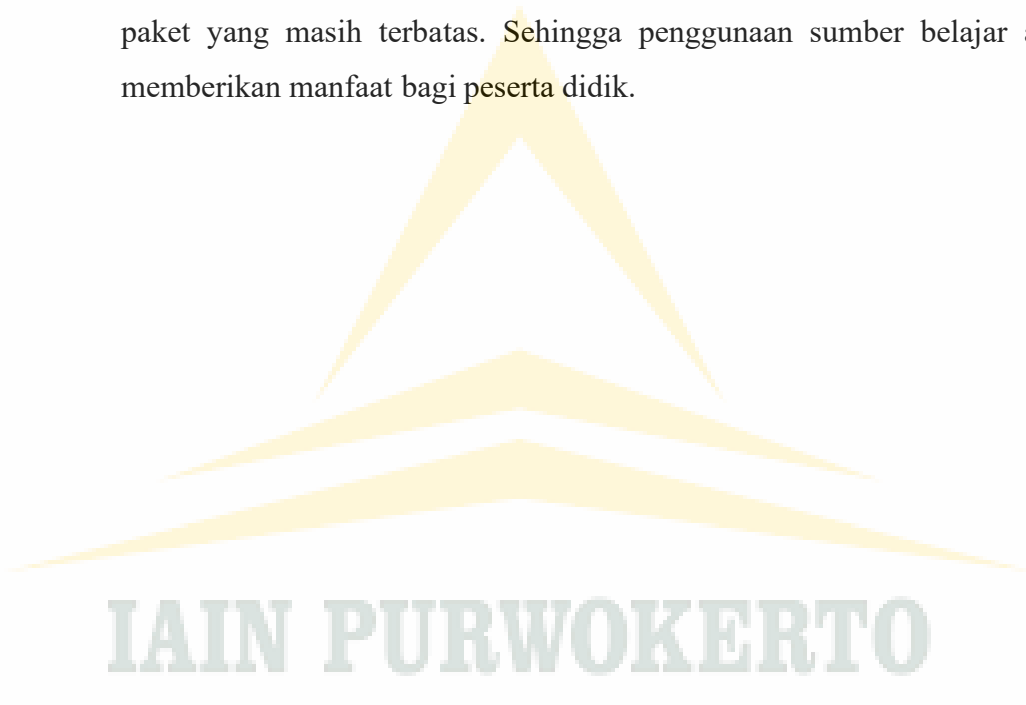 paket yang masih terbatas. Sehingga penggunaan sumber belajar
memberikan manfaat bagi peserta didik.
IAIN PURWOKERTO